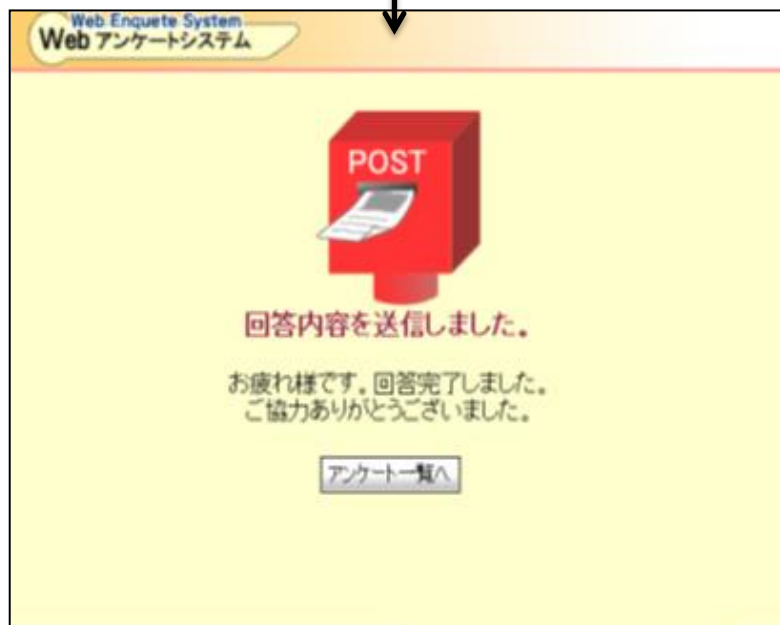 Web Enquete System
Web アンケートシステム
POST
回答内容を送信しました。
お疲れ様です。回答完了しました。
ご協力ありがとうございました。
アンケート一覧へ